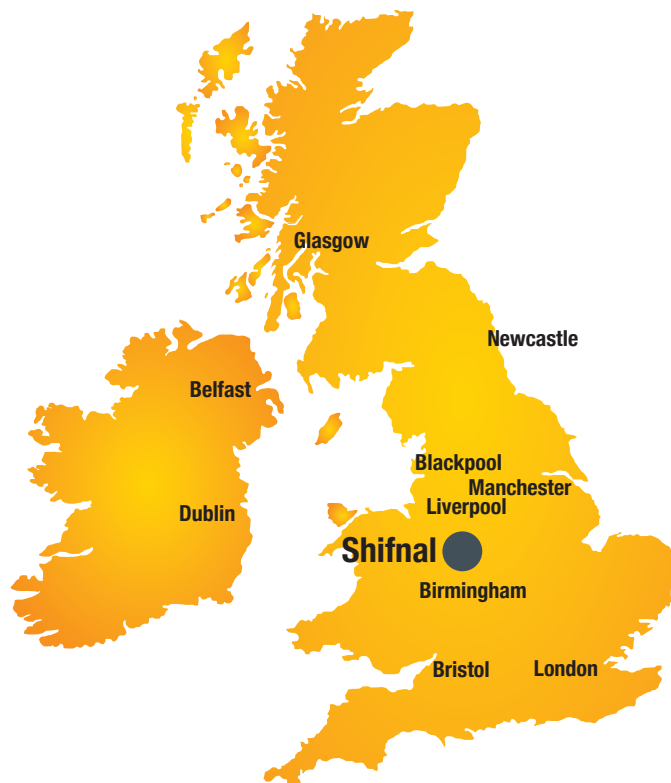 Glasgow
Newcastle
Belfast
Blackpool
Manchester
Liverpool
Dublin
Shifnal
Birmingham
Bristol
London